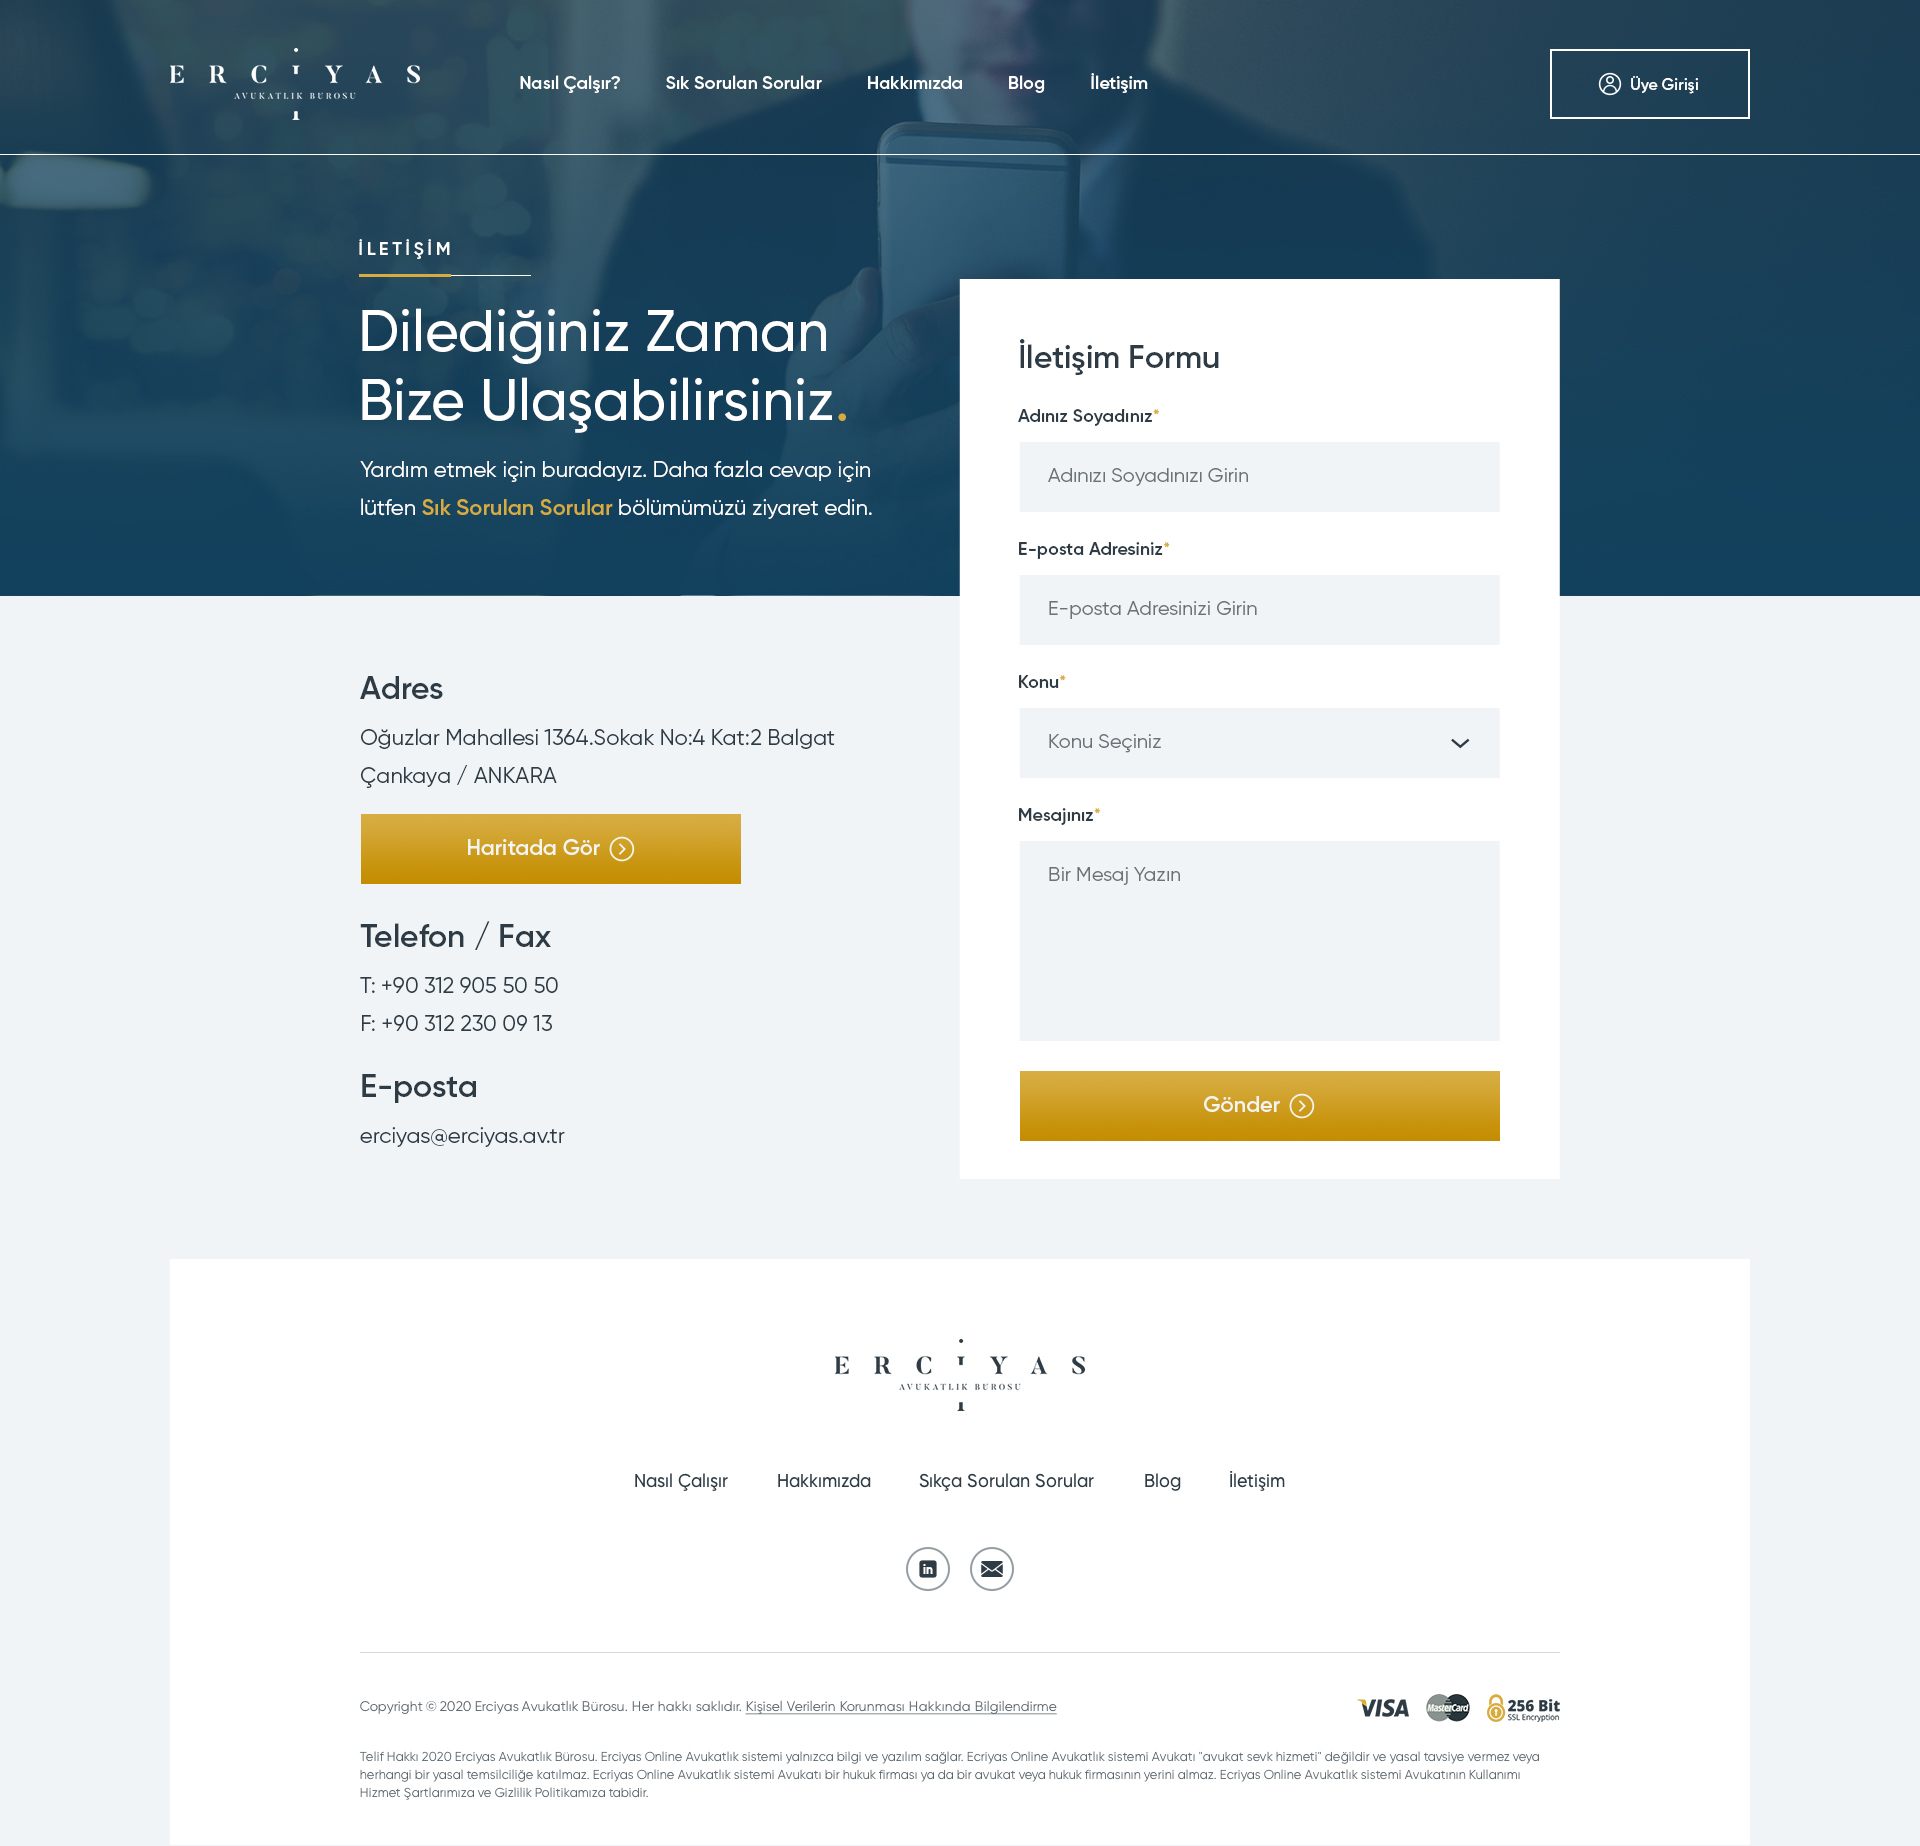 ERCIYAS
AVUKATLIK BÜROSU
Nasıl Çalşır?
Sık Sorulan Sorular
Hakkımızda
Blog
İletişim
Üye Girişi
İLETİŞİM
Dilediğiniz Zaman
Bize Ulaşabilirsiniz.
Yardım etmek için buradayız. Daha fazla cevap için
lütfen Sık Sorulan Sorular bölümümüzü ziyaret edin.
İletişim Formu
Adınız Soyadınız*
Adınızı Soyadınızı Girin
E-posta Adresiniz*
E-posta Adresinizi Girin
Konu*
Konu Seçiniz
Mesajınız*
Bir Mesaj Yazın
Gönder
Adres
Oğuzlar Mahallesi 1364.Sokak No:4 Kat:2 Balgat
Çankaya / ANKARA
Haritada Gör
Telefon / Fax
T: +90 312 905 50 50
F: +90 312 230 09 13
E-posta
erciyas@erciyas.av.tr
ERCIYAS
AVUKATLIK BUROSU
Nasıl Çalışır
Hakkımızda
Sıkça Sorulan Sorular
Blog
İletişim
in
Copyright © 2020 Erciyas Avukatlık Bürosu. Her hakkı saklıdır. Kişisel Verilerin Korunması Hakkında Bilgilendirme
VISA
MasterCard
256 Bit
SSL Encryption
Telif Hakkı 2020 Erciyas Avukatlık Bürosu. Erciyas Online Avukatlık sistemi yalnızca bilgi ve yazılım sağlar. Ecriyas Online Avukatlık sistemi Avukatı "avukat sevk hizmeti" değildir ve yasal tavsiye vermez veya
herhangi bir yasal temsilciliğe katılmaz. Ecriyas Online Avukatlık sistemi Avukatı bir hukuk firması ya da bir avukat veya hukuk firmasının yerini almaz. Ecriyas Online Avukatlık sistemi Avukatının Kullanımı
Hizmet Şartlarımıza ve Gizlilik Politikamıza tabidir.